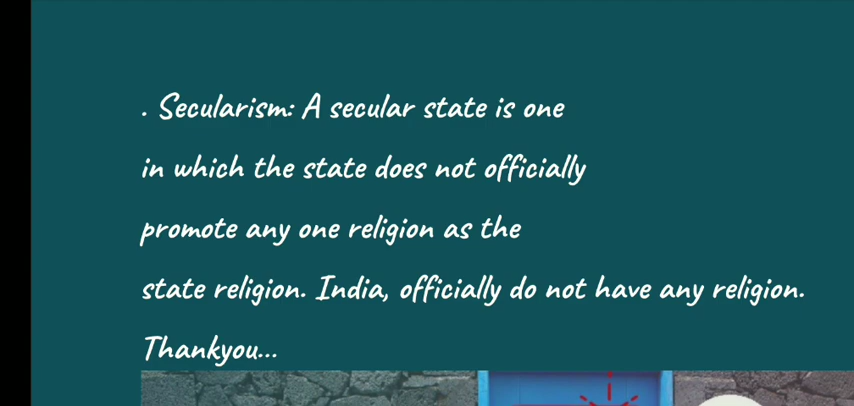 . Secularism: A secular state is one
in which the state does not officially
promote any one religion as the
state religion. India, officially do not have any religion.
Thankyou...